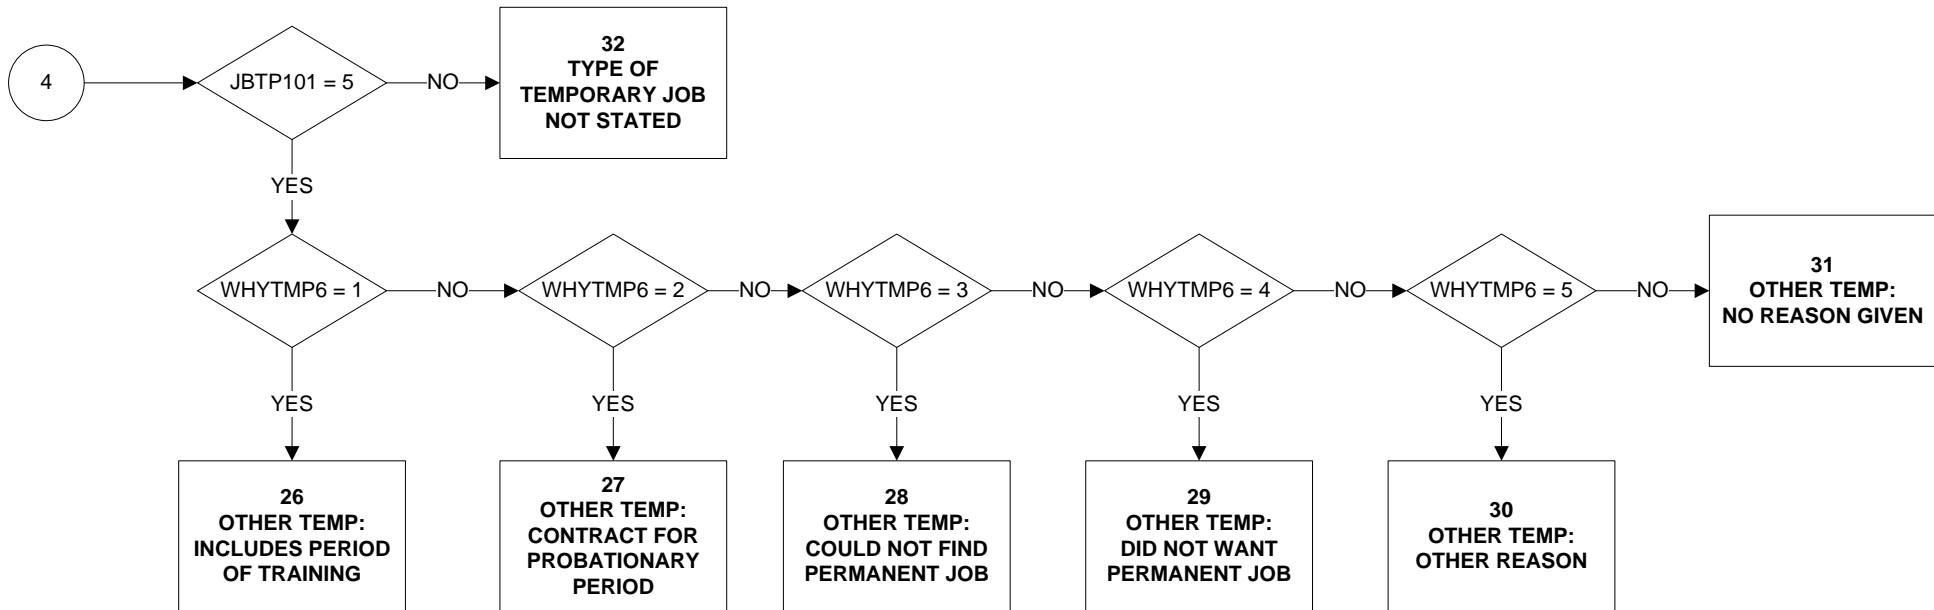 4
JBTP101 = 5
NO
32
TYPE OF
TEMPORARY JOB
NOT STATED
YES
WHYTMP6 = 1
NO
WHYTMP6 = 2
NO
WHYTMP6 = 3
NO
WHYTMP6 = 4
NO
WHYTMP6 = 5
NO
31
OTHER TEMP:
NO REASON GIVEN
YES
YES
YES
YES
YES
26
OTHER TEMP:
INCLUDES PERIOD
OF TRAINING
27
OTHER TEMP:
CONTRACT FOR
PROBATIONARY
PERIOD
28
OTHER TEMP:
COULD NOT FIND
PERMANENT JOB
29
OTHER TEMP:
DID NOT WANT
PERMANENT JOB
30
OTHER TEMP:
OTHER REASON